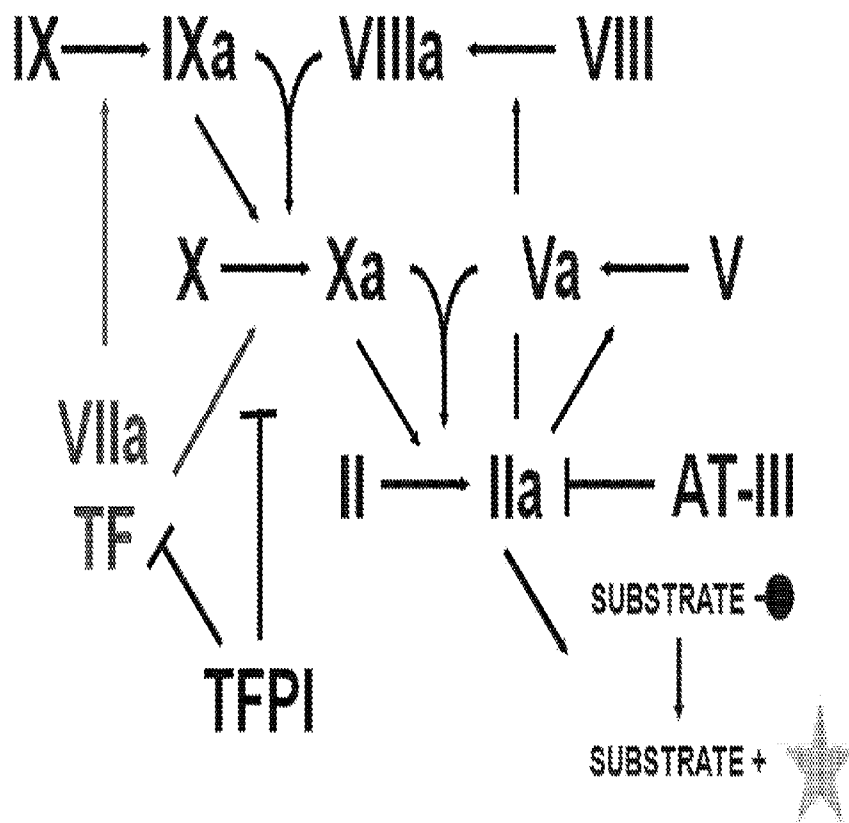 IX IXa VIIIa VIII
X Xa Va V
VIIa
TF
II IIa AT-III
SUBSTRATE
TFPI
SUBSTRATE +